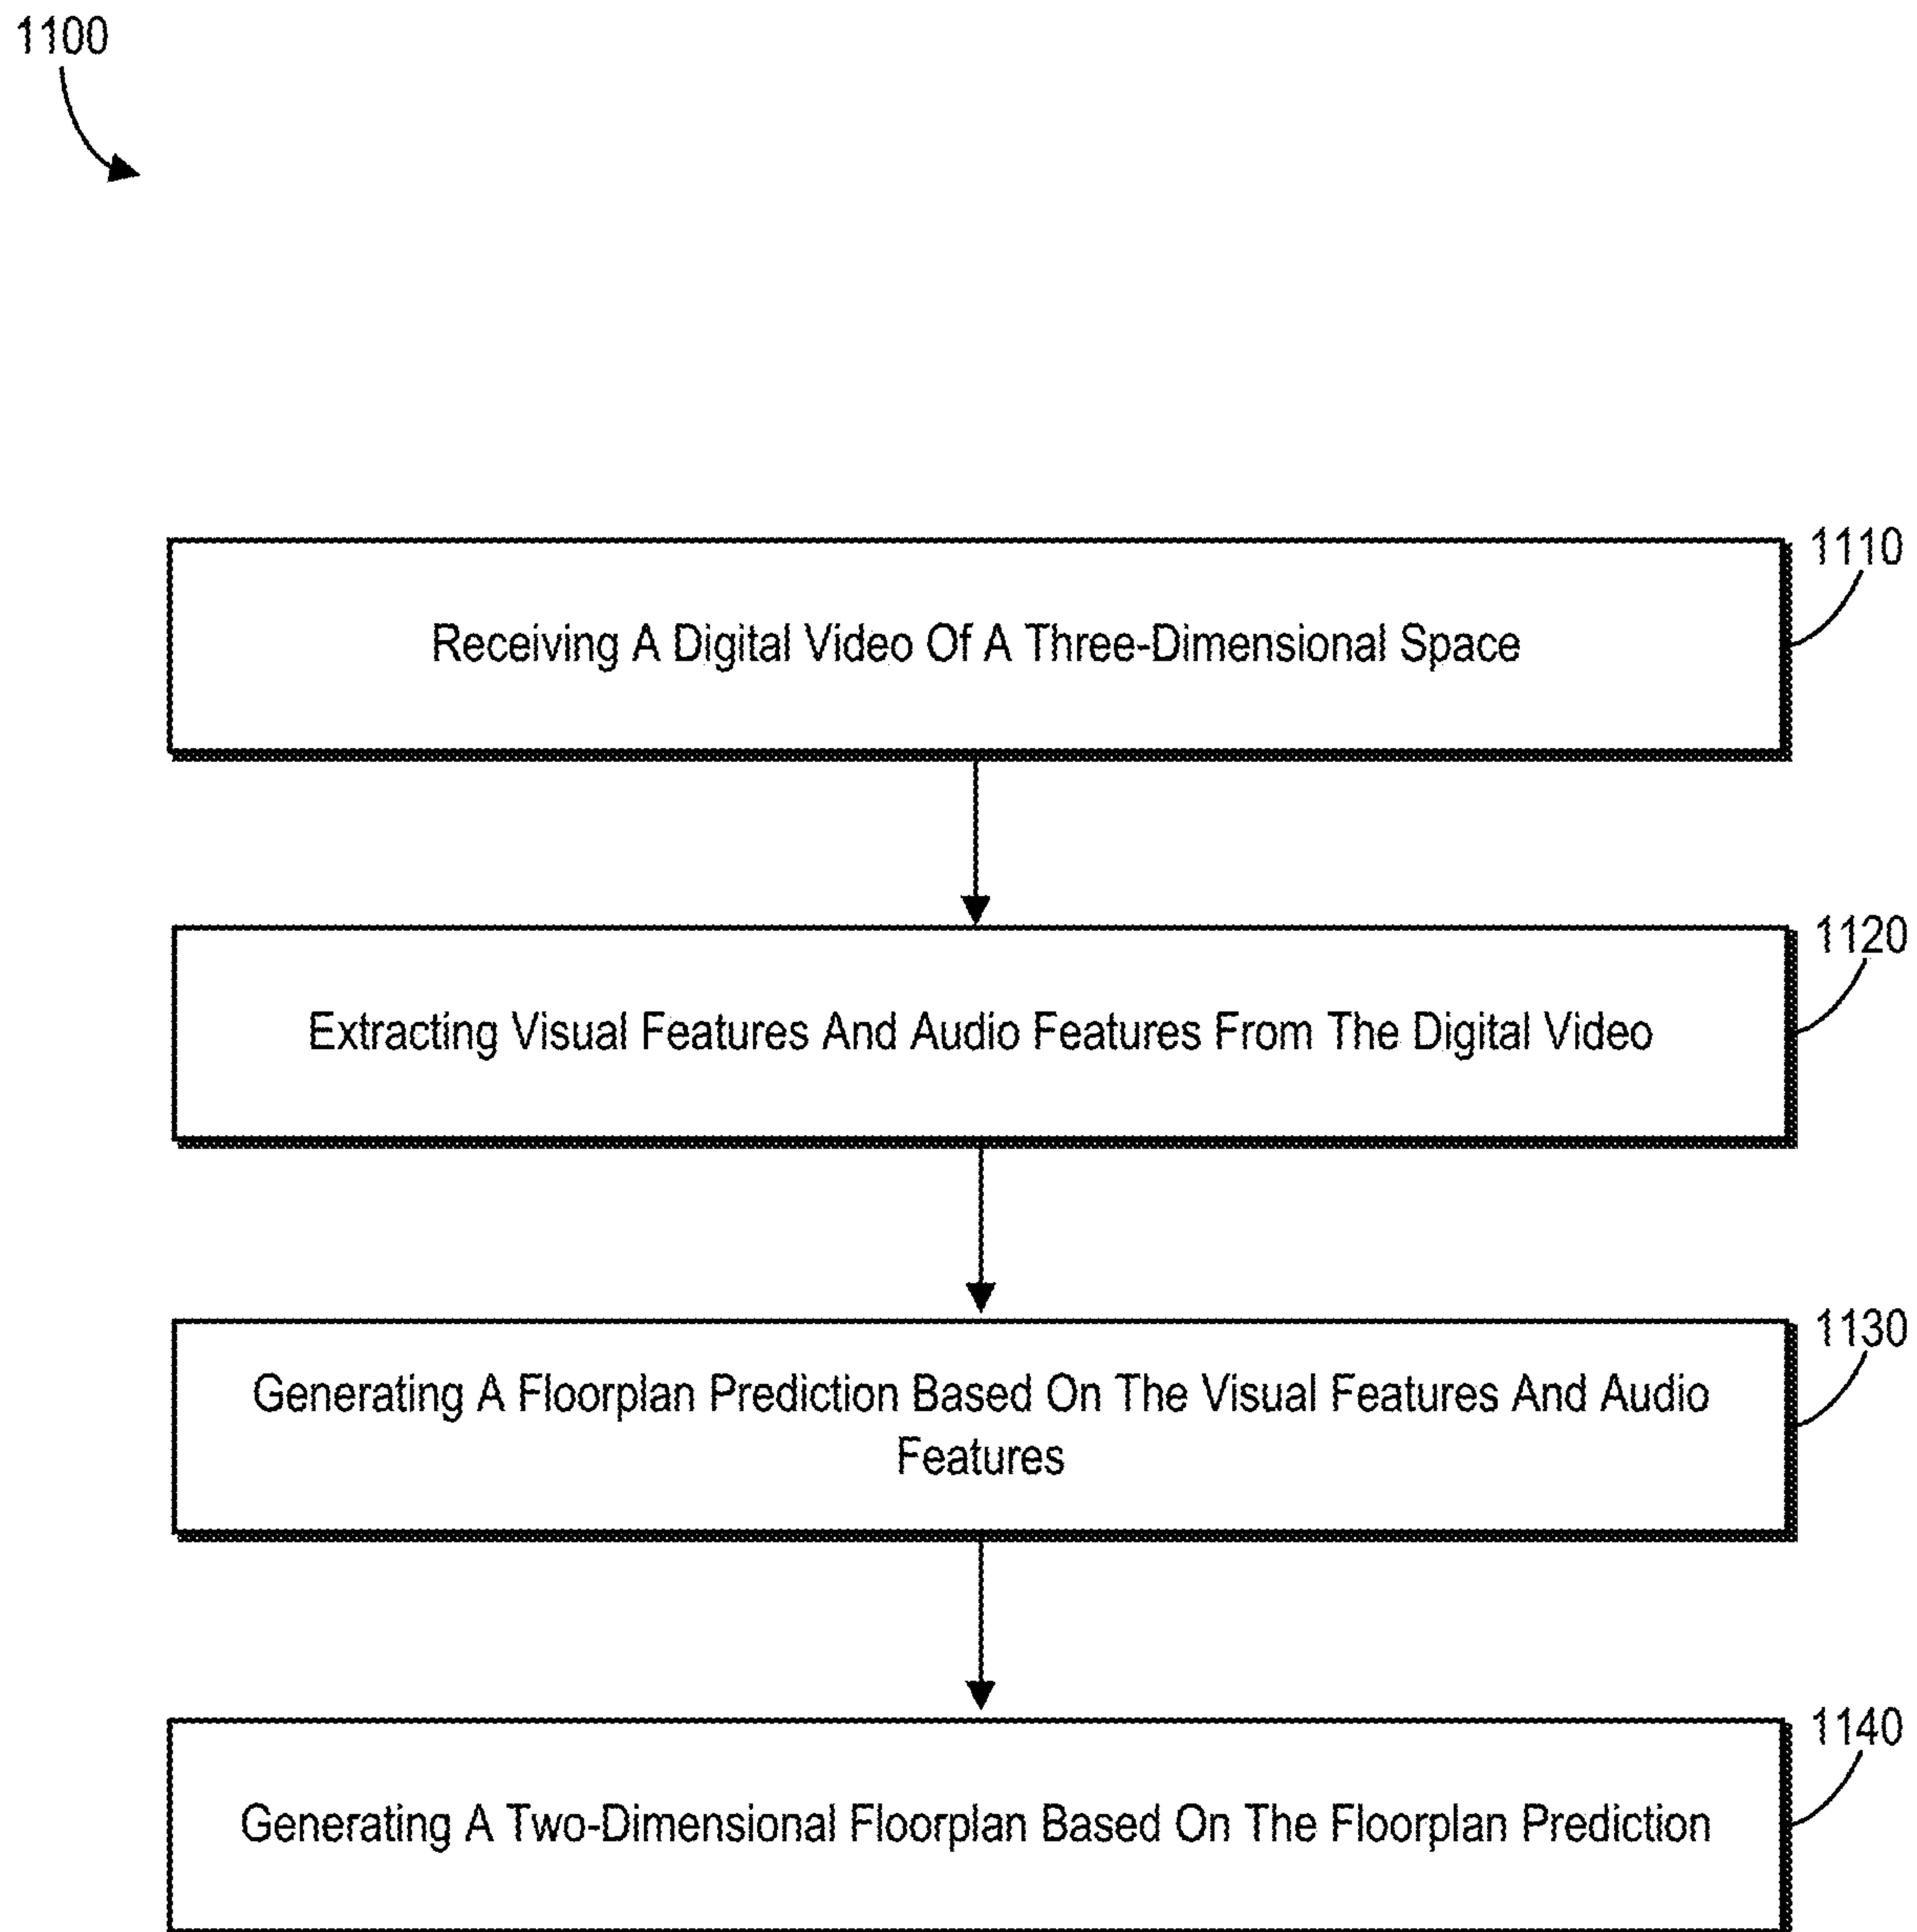 1100
1110
Receiving A Digital Video Of A Three-Dimensional Space
1120
Extracting Visual Features And Audio Features From The Digital Video
1130
Generating A Floorplan Prediction Based On The Visual Features And Audio
Features
1140
Generating A Two-Dimensional Floorplan Based On The Floorplan Prediction